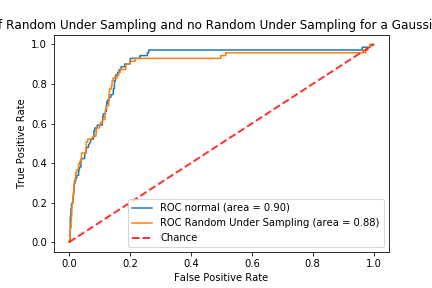 f Random Under Sampling and no Random Under Sampling for a Gaussi
True Positive Rate
1.0
0.8
0.6
0.4
0.2
0.0
ROC normal (area = 0.90)
ROC Random Under Sampling (area = 0.88)
Chance
0.0 0.2 0.4 0.6 0.8 1.0
False Positive Rate